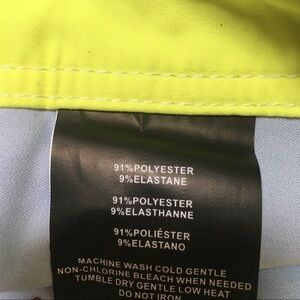 91%POLYESTER
9%ELASTANE
91%POLYESTER
9%ELASTHANNE
91%POLIÉSTER
9%ELASTANO
MACHINE WASH COLD GENTLE
NON-CHLORINE BLEACH WHEN NEEDED
TUMBLE DRY GENTLE LOW HEAT
DO NOT IRON